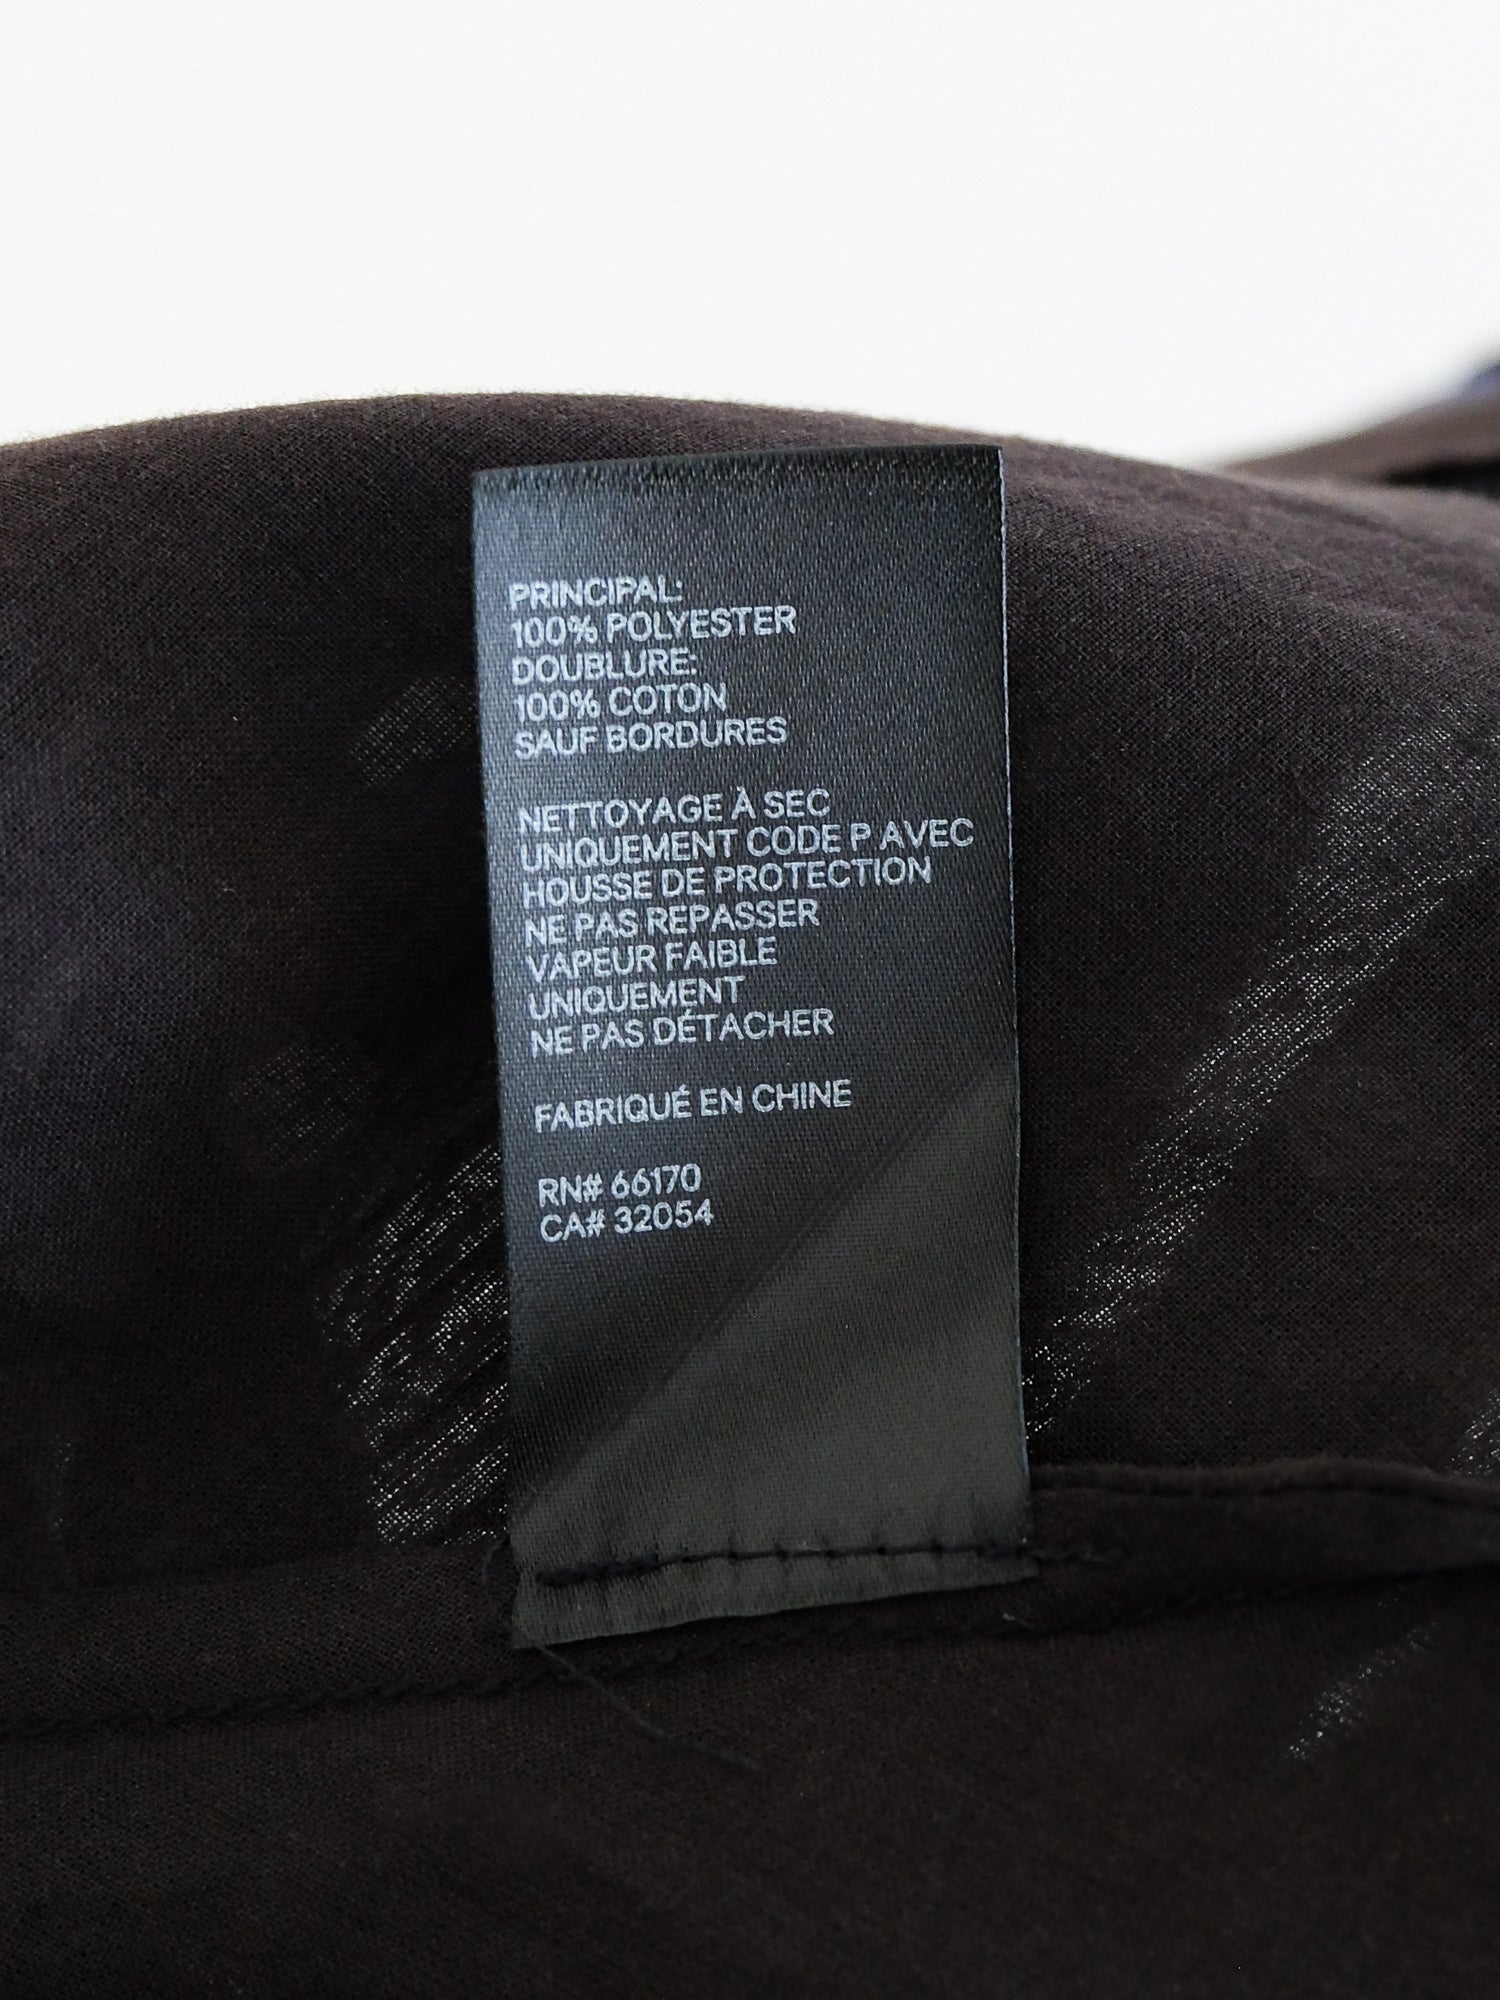 PRINCIPAL:
100% POLYESTER
DOUBLURE:
100% COTON
SAUF BORDURES
NETTOYAGE À SEC
UNIQUEMENT CODE P AVEC
HOUSSE DE PROTECTION
NE PAS REPASSER
VAPEUR FAIBLE
UNIQUEMENT
NE PAS DÉTACHER
FABRIQUÉ EN CHINE
RN# 66170
CA# 32054